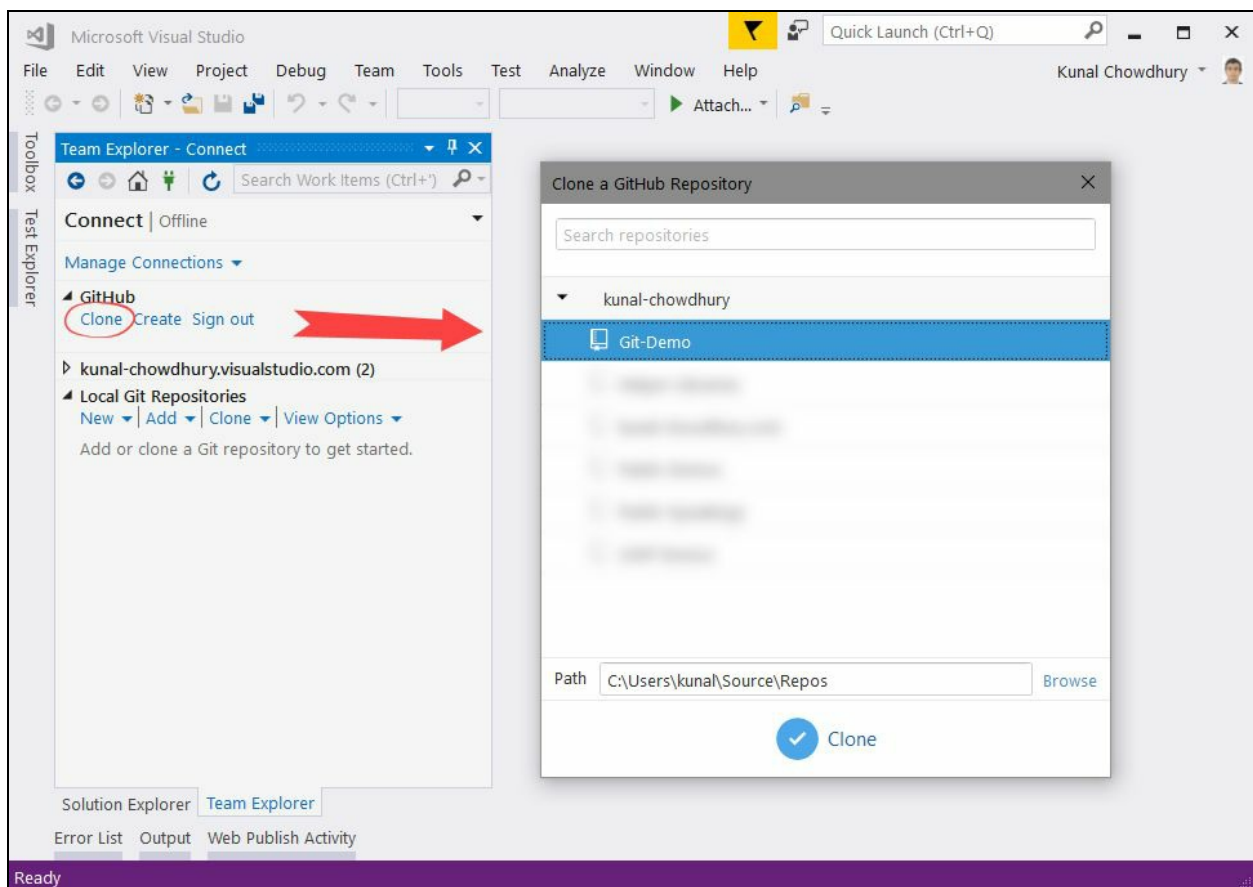 Microsoft Visual Studio
Quick Launch (Ctrl+Q)
File Edit View Project Debug Team Tools Test Analyze Window Help
Kunal Chowdhury
Attach...
Toolbox
Test Explorer
Team Explorer - Connect
Search Work Items (Ctrl+')
Connect | Offline
Manage Connections
GitHub
Clone Create Sign out
kunal-chowdhury.visualstudio.com (2)
Local Git Repositories
New | Add | Clone | View Options
Add or clone a Git repository to get started.
Solution Explorer Team Explorer
Error List Output Web Publish Activity
Clone a GitHub Repository
Search repositories
kunal-chowdhury
Git-Demo
Path C:\Users\kunal\Source\Repos Browse
Clone
Ready